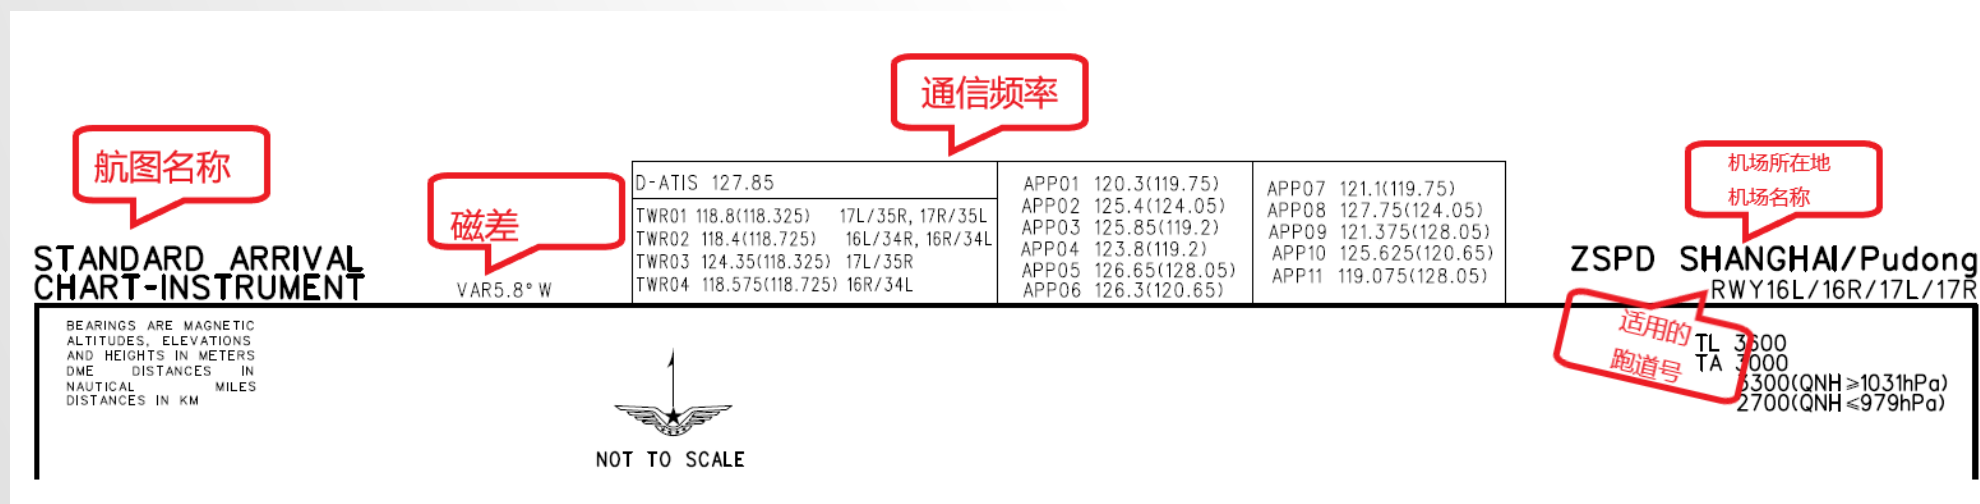 通信频率
航图名称
机场所在地
机场名称
磁差
D-ATIS 127.85
TWR01 118.8(118.325) 17L/35R, 17R/35L
TWR02 118.4(118.725) 16L/34R, 16R/34L
TWR03 124.35(118.325) 17L/35R
TWR04 118.575(118.725) 16R/34L
APP01 120.3(119.75)
APP02 125.4(124.05)
APP03 125.85(119.2)
APP04 123.8(119.2)
APP05 126.65(128.05)
APP06 126.3(120.65)
APP07 121.1(119.75)
APP08 127.75(124.05)
APP09 121.375(128.05)
APP10 125.625(120.65)
APP11 119.075(128.05)
STANDARD ARRIVAL
CHART-INSTRUMENT
VAR5.8° W
ZSPD SHANGHAI/Pudong
RWY16L/16R/17L/17R
BEARINGS ARE MAGNETIC
ALTITUDES, ELEVATIONS
AND HEIGHTS IN METERS
DME DISTANCES IN
NAUTICAL MILES
DISTANCES IN KM
适用的
跑道号
TL 3600
TA 3000
3300(QNH≥1031hPa)
2700(QNH≤979hPa)
NOT TO SCALE